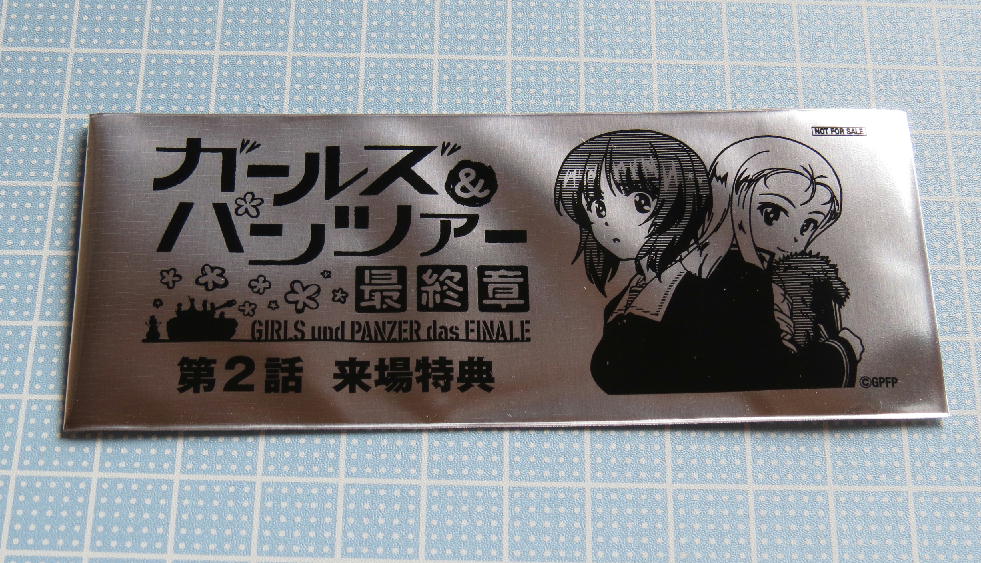 ガールズ&
パンツァー
最終章
GIRLS und PANZER das FINALE
第2話 来場特典
NOT FOR SALE
©GPFP